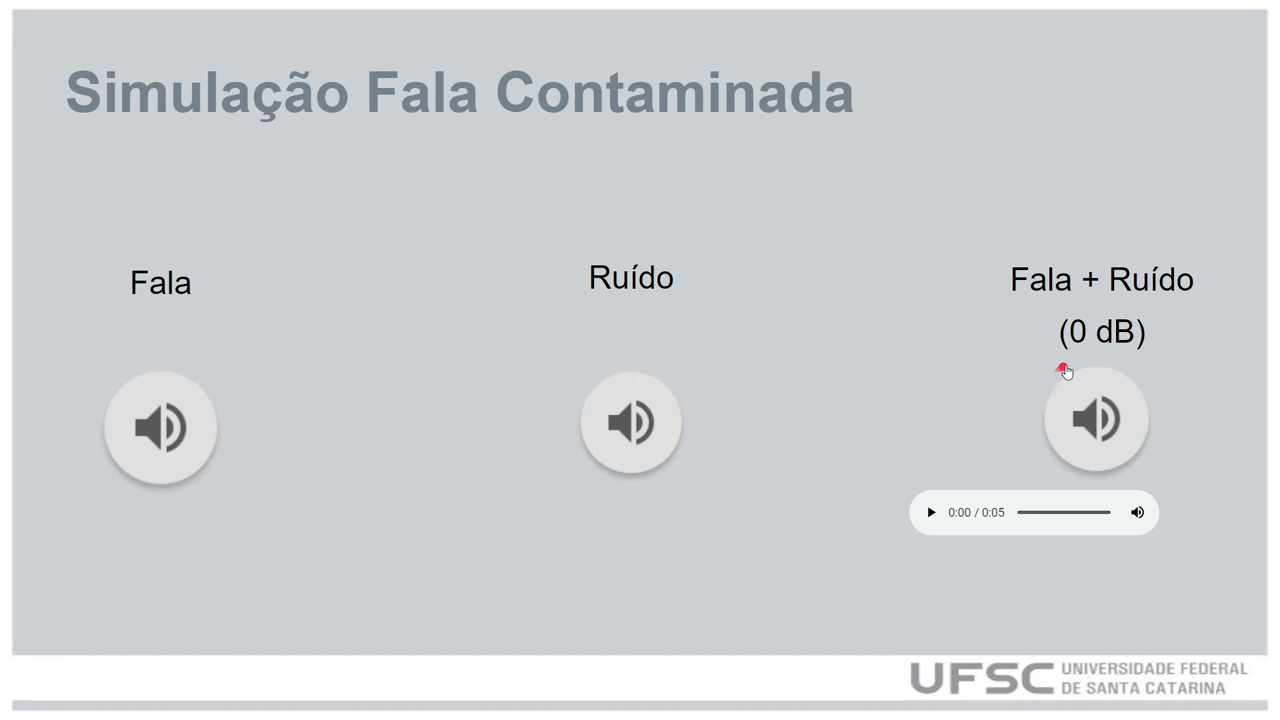 Simulação Fala Contaminada
Fala
Ruído
Fala + Ruído
(0 dB)
0:00 / 0:05
UFSC UNIVERSIDADE FEDERAL
DE SANTA CATARINA